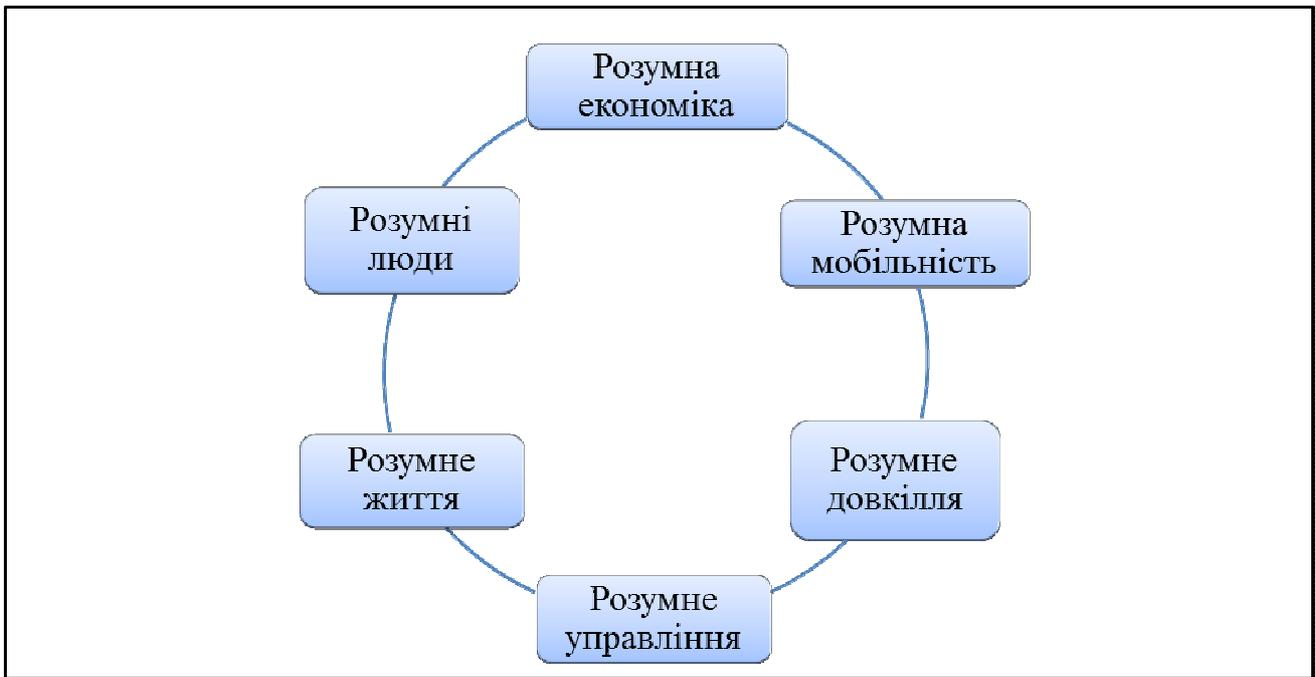 Розумна
економіка
Розумні
люди
Розумна
мобільність
Розумне
життя
Розумне
довкілля
Розумне
управління